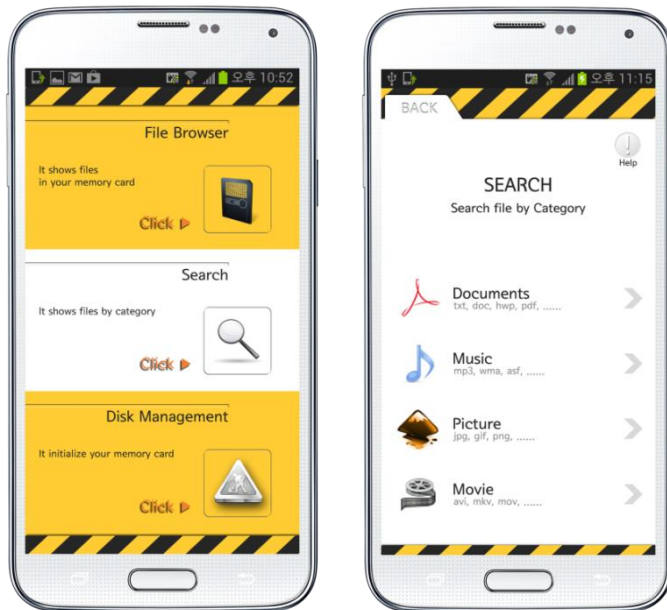 오후 10:52
File Browser
It shows files
in your memory card
Click
Search
It shows files by category
Click
Disk Management
It initialize your memory card
Click
오후 11:15
BACK
Help
SEARCH
Search file by Category
Documents
txt, doc, hwp, pdf, ......
Music
mp3, wma, asf, ......
Picture
jpg, gif, png, ......
Movie
avi, mkv, mov, ......